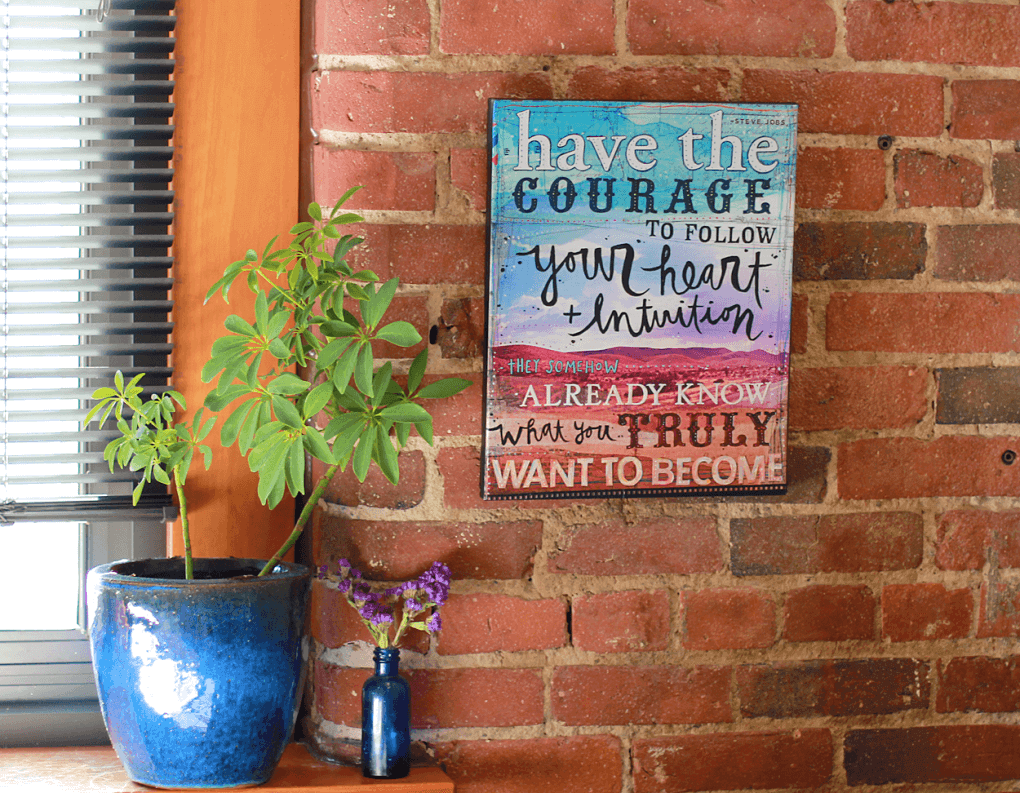 -STEVE JOBS
have the
COURAGE
TO FOLLOW
your heart
+ Intuition
THEY SOMEHOW
ALREADY KNOW
what you TRULY
WANT TO BECOME